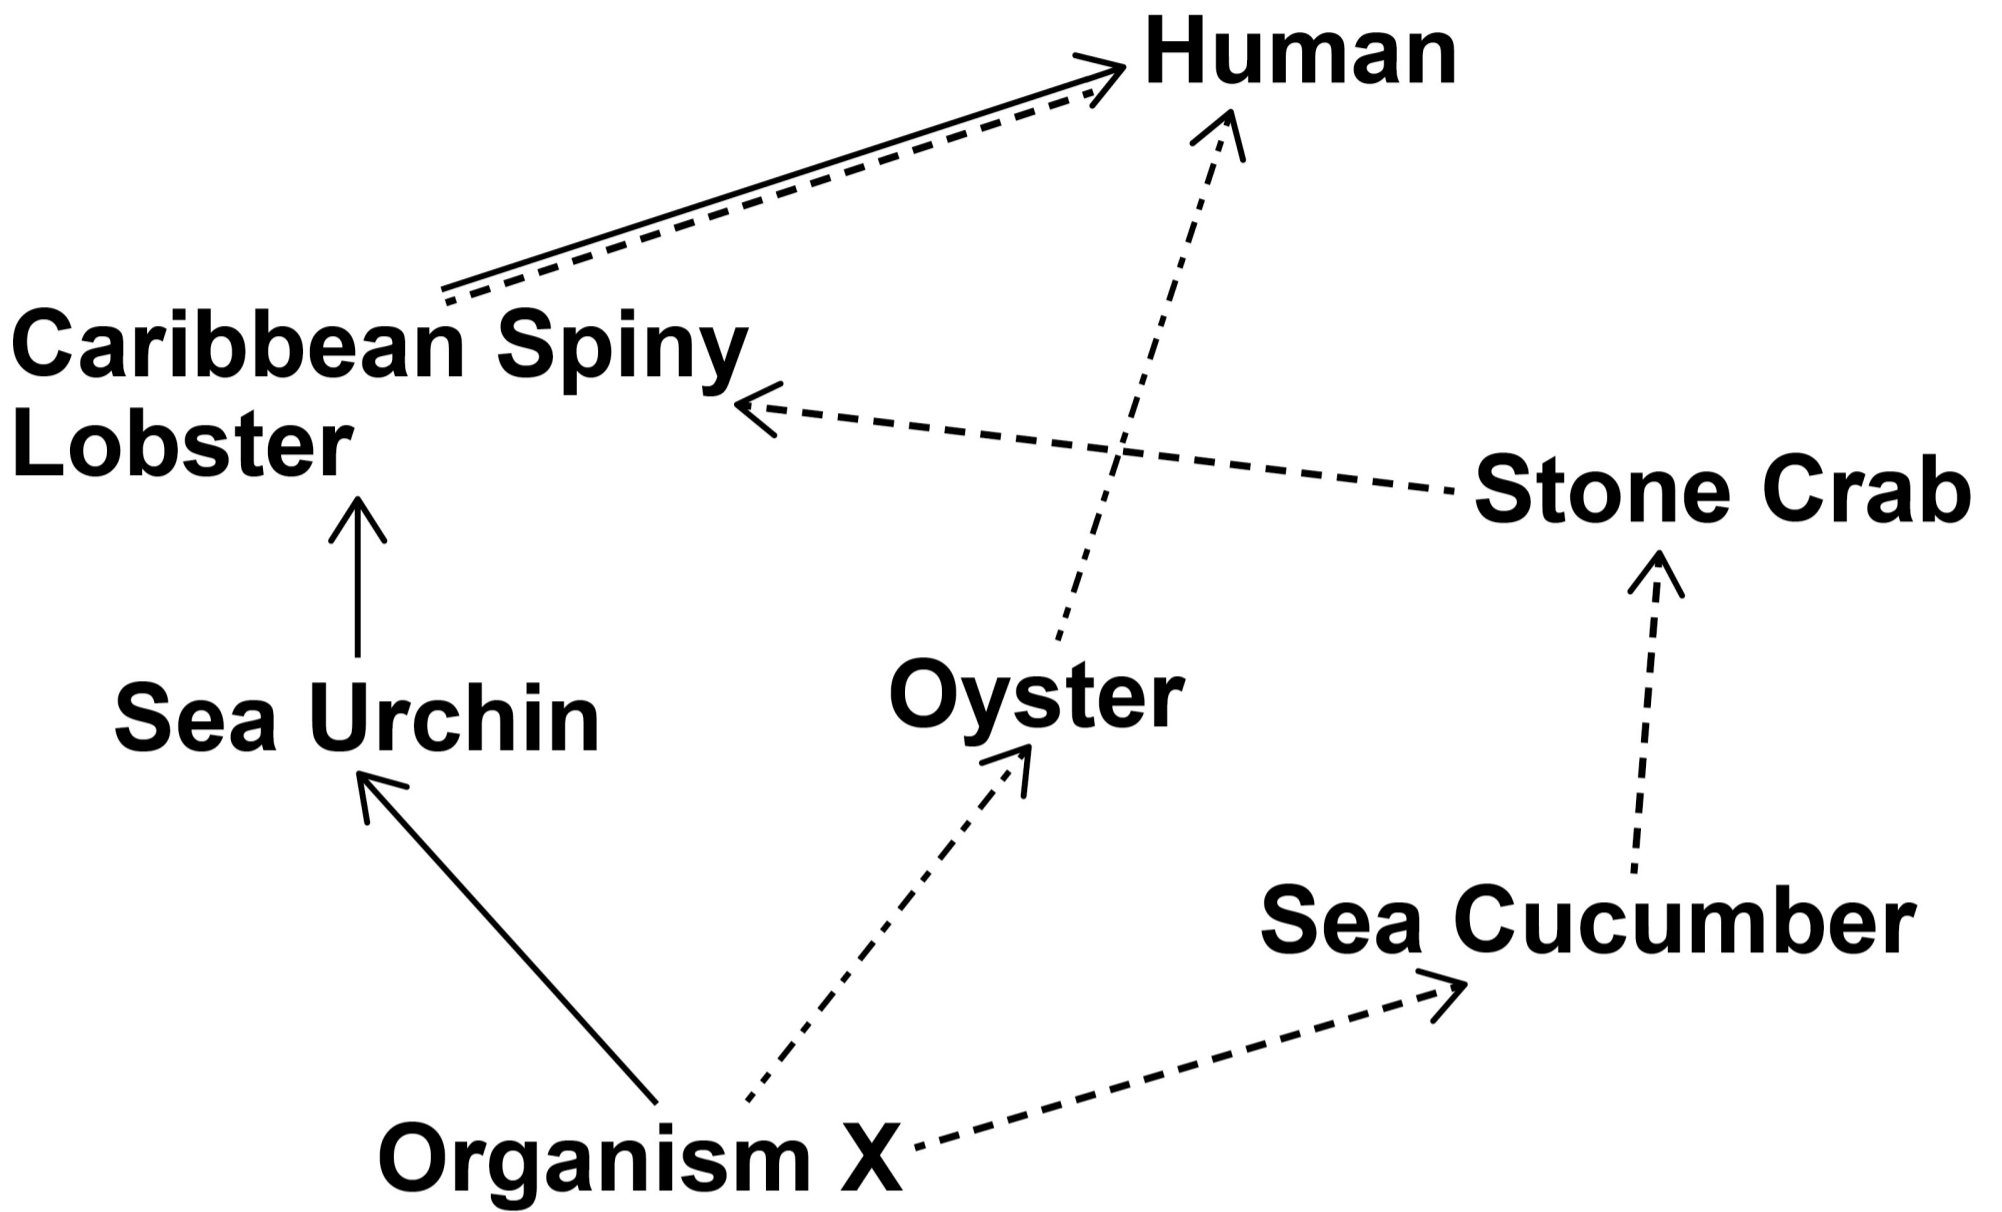 Human
Caribbean Spiny
Lobster
Stone Crab
Sea Urchin
Oyster
Sea Cucumber
Organism X